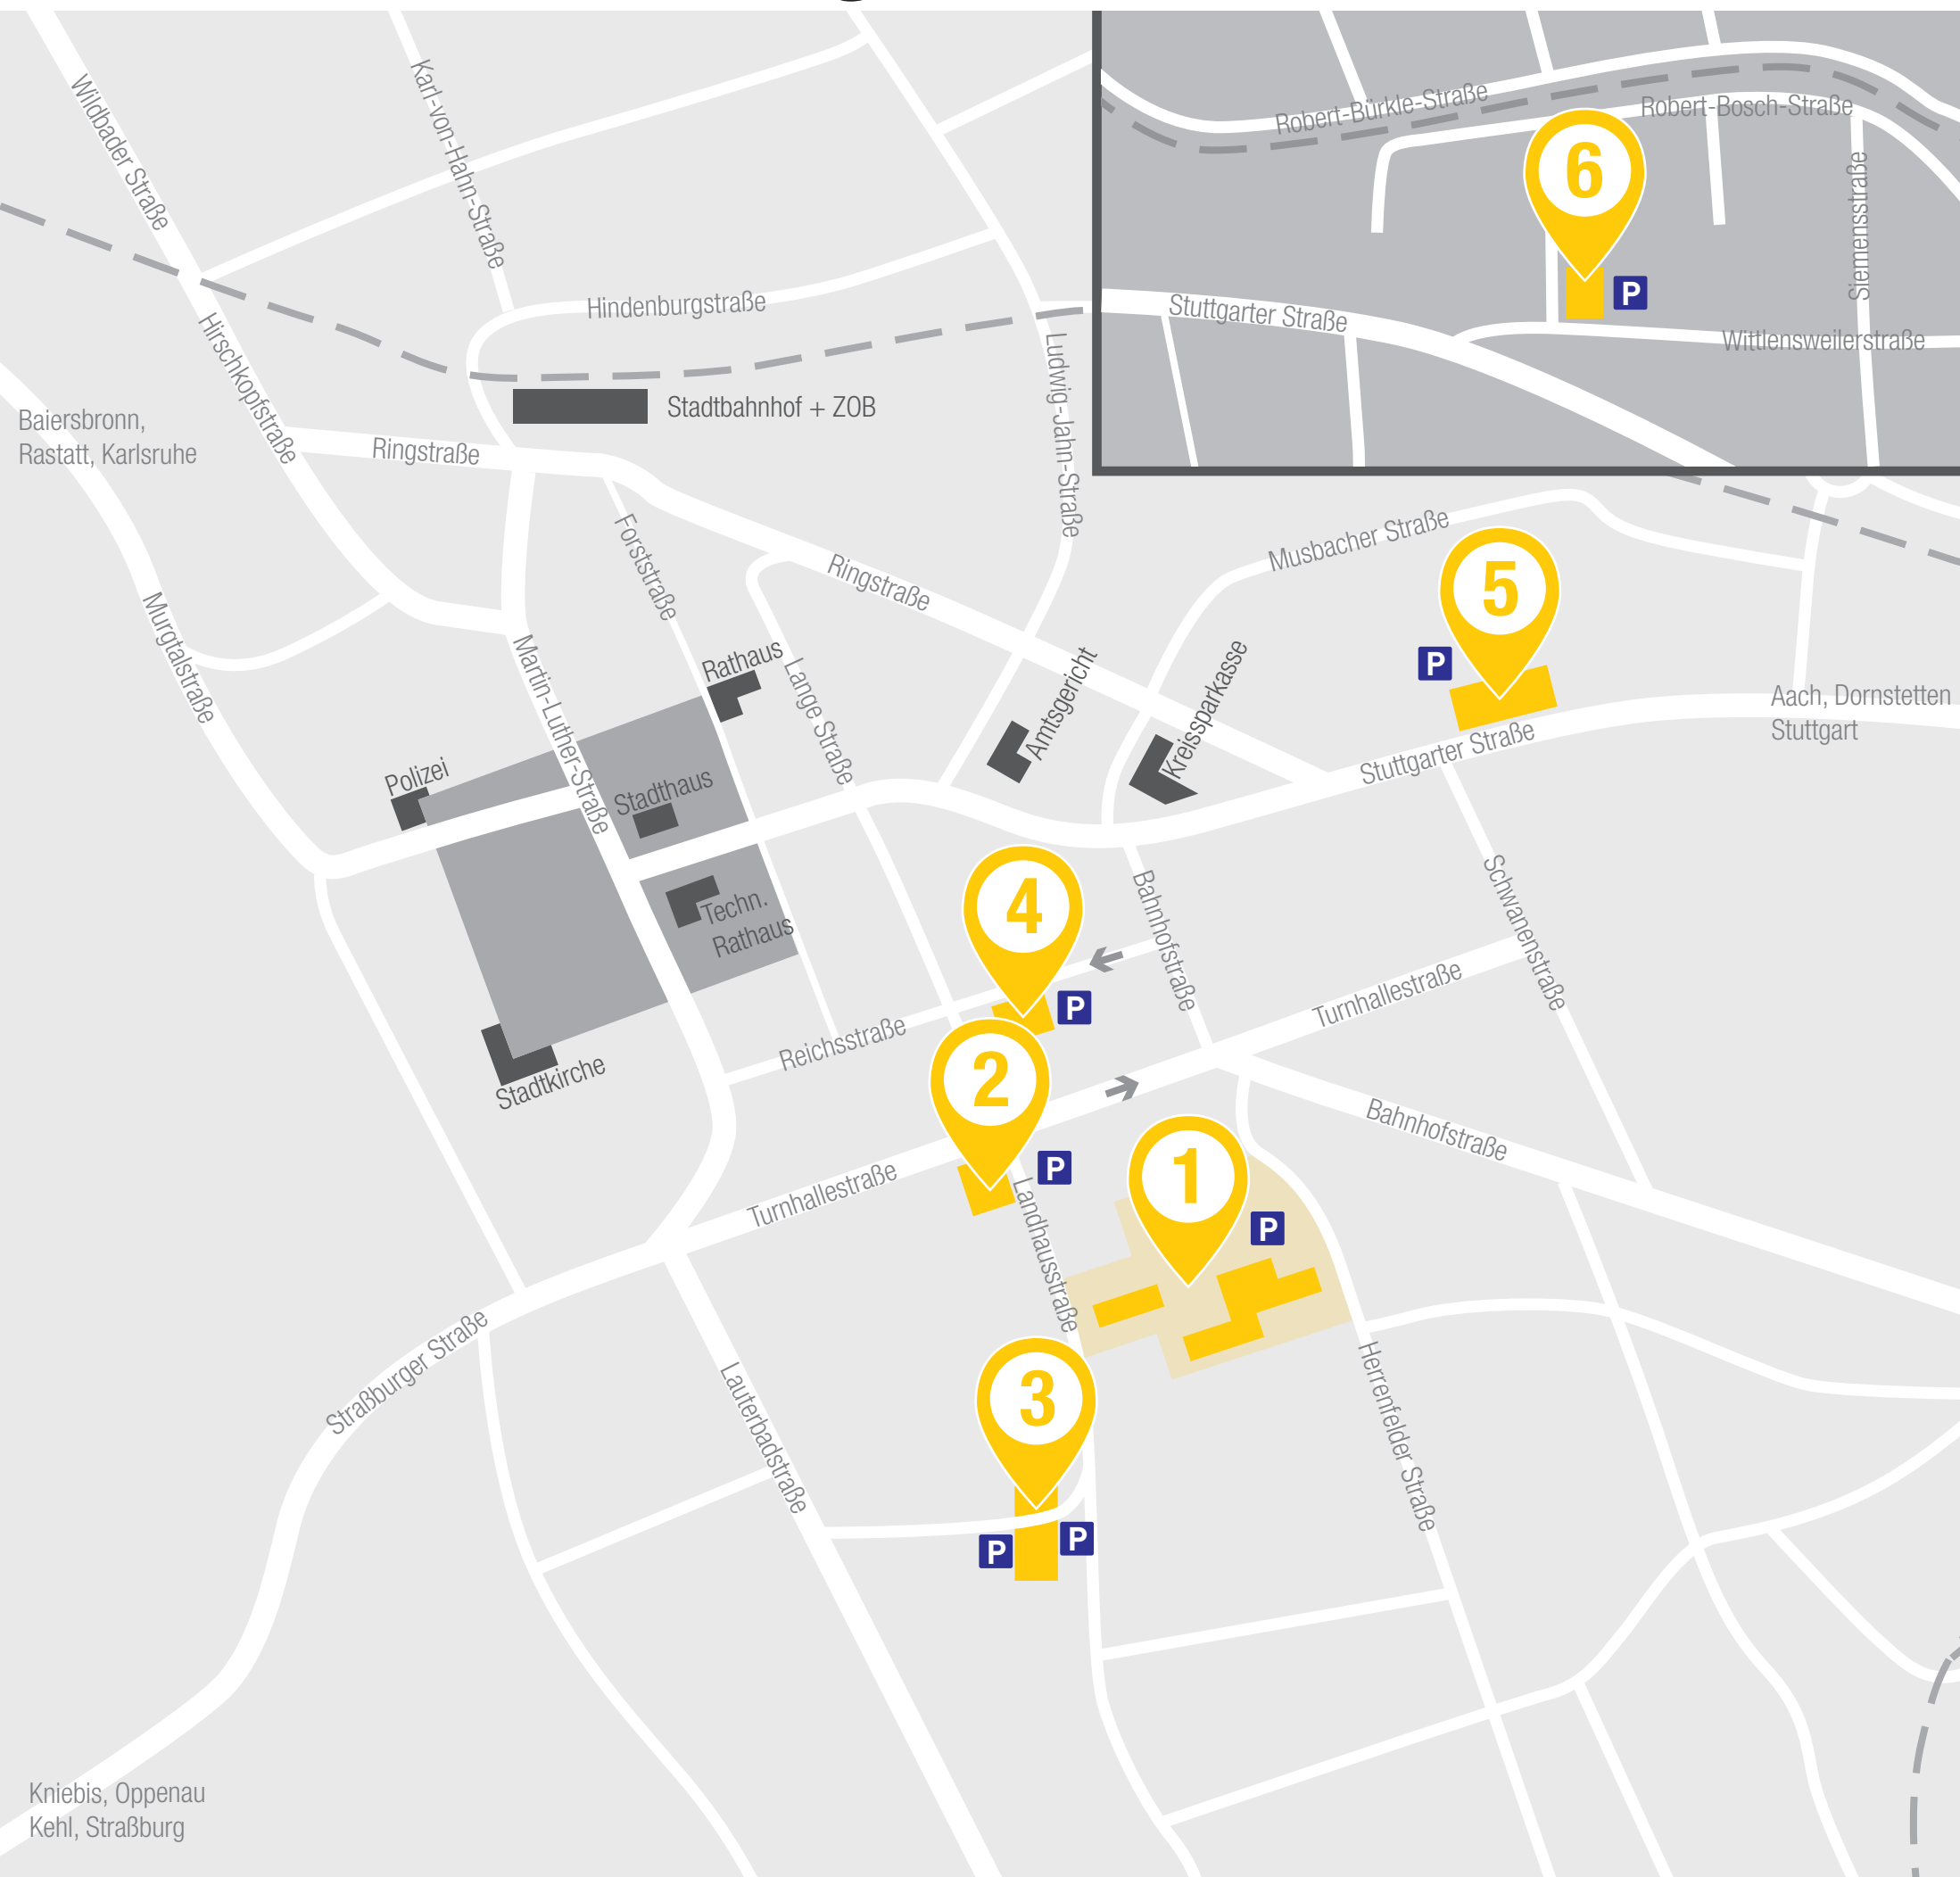 Wildbader Straße
Karl-von-Hahn-Straße
Robert-Bürkle-Straße
Robert-Bosch-Straße
6
P
Siemensstraße
Stuttgarter Straße
Wittlensweilerstraße
Hindenburgstraße
Hirschkopfstraße
Ludwig-Jahn-Straße
Stadtbahnhof + ZOB
Baiersbronn,
Rastatt, Karlsruhe
Ringstraße
Forststraße
Ringstraße
Musbacher Straße
5
P
Murgtalstraße
Martin-Luther-Straße
Rathaus
Lange Straße
Amtsgericht
Kreissparkasse
Aach, Dornstetten
Stuttgart
Stuttgarter Straße
Polizei
Stadthaus
Techn.
Rathaus
4
P
Bahnhofstraße
Schwanenstraße
Turnhallestraße
Reichsstraße
Stadtkirche
2
P
Bahnhofstraße
Turnhallestraße
1
P
Landhausstraße
Straßburger Straße
Lauterbadstraße
3
P
P
Herrenfelder Straße
Kniebis, Oppenau
Kehl, Straßburg